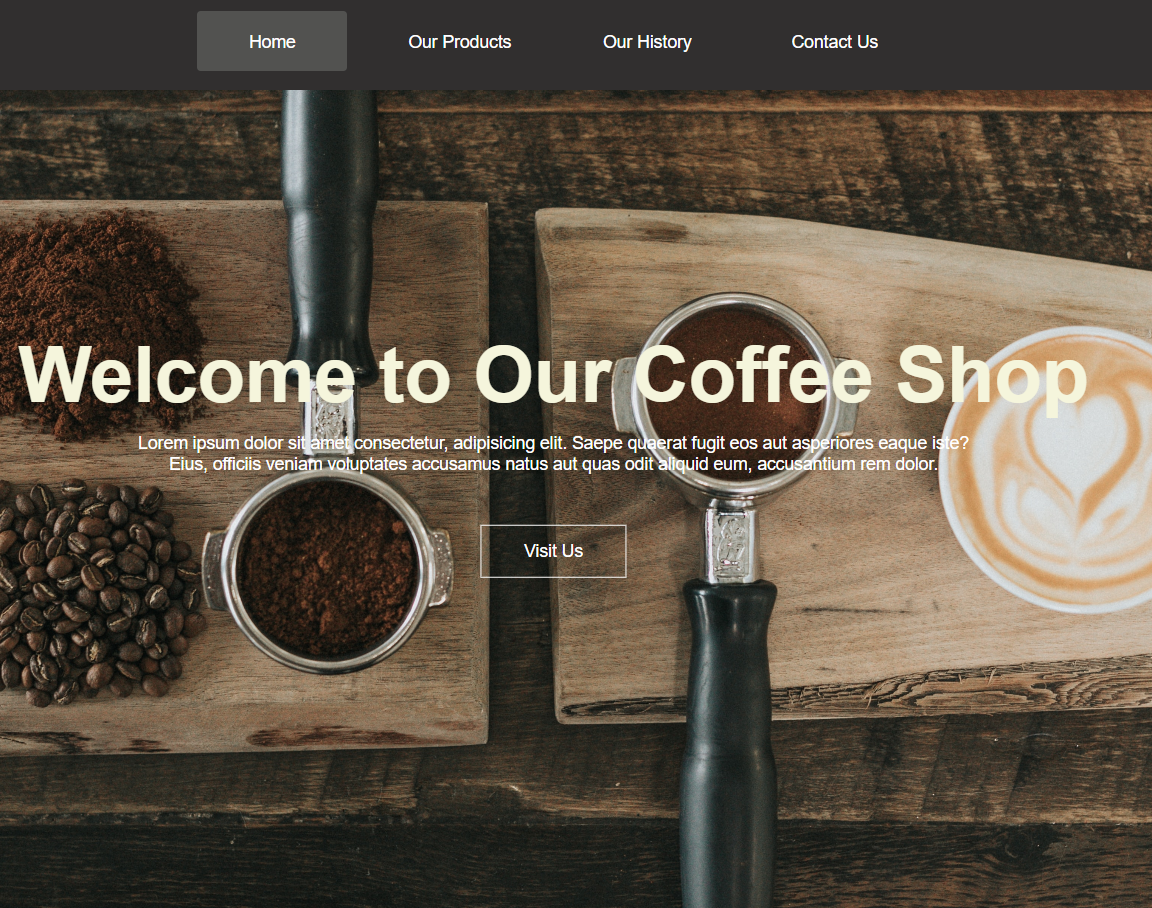 Home Our Products Our History Contact Us
Welcome to Our Coffee Shop
Lorem ipsum dolor sit amet consectetur, adipisicing elit. Saepe quaerat fugit eos aut asperiores eaque iste?
Eius, officiis veniam voluptates accusamus natus aut quas odit aliquid eum, accusantium rem dolor.
Visit Us